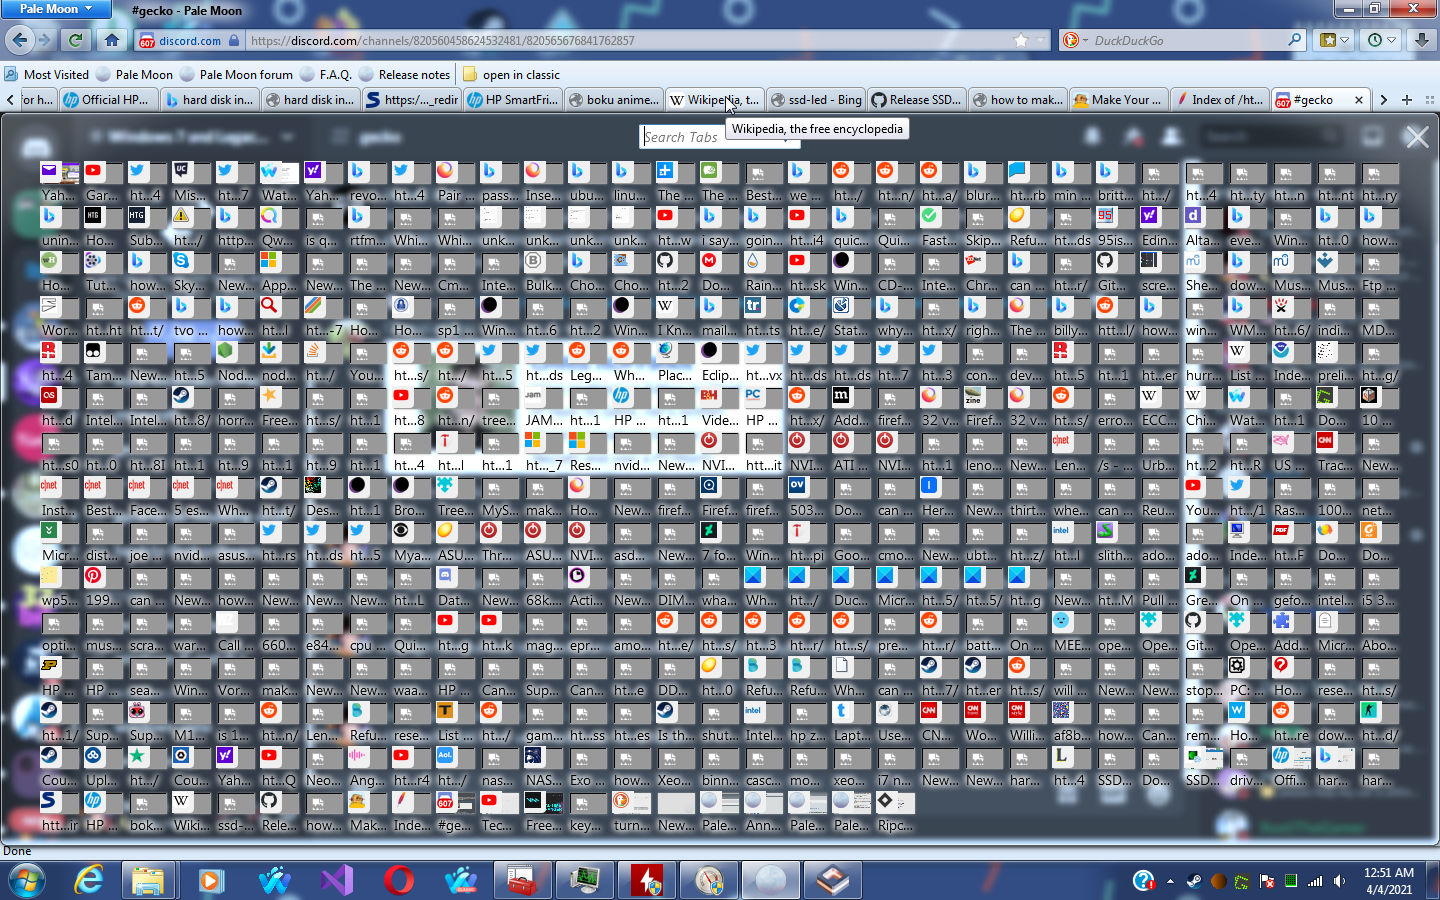 Pale Moon
#gecko - Pale Moon
607 discord.com https://discord.com/channels/820560458624532481/820565676841762857
DuckDuckGo
Most Visited Pale Moon Pale Moon forum F.A.Q. Release notes open in classic
or h... Official HP... hard disk in... hard disk in... https:/..._redir HP SmartFri... boku anime... Wikipedia, t... ssd-led - Bing Release SSD... how to mak... Make Your ... Index of /ht... #gecko
Windows 7 and Legac... gecko
Search Tabs
Wikipedia, the free encyclopedia
Search
Yah... Gar... ht...4 Mis... ht...7 Wat... Yah... revo... ht...4 Pair ... pass... Inse... ubu... linu... The ... The ... Best... we ... ht.../ ht...n/ ht...a/ blur... ht...rb min ... britt... ht.../ ht...4 ht...ty ht...n ht...nt ht...ry
unin... Ho... Sub... ht.../ http... Qw... is q... rtfm... Whi... Whi... unk... unk... unk... unk... ht...w i say... goin... ht...i4 quic... Qui... Fast... Skip... Refu... ht...ds 95is... Edin... Alta... eve... Win... ht...0 how...
Ho... Tut... how... Sky... New... App... New... The ... New... Cm... Inte... Bulk... Cho... Cho... ht...2 Do... Rain... ht...sk Win... CD-... Inte... Chr... can ... ht...r/ Git... scre... She... dow... Mus... Mus... Ftp ...
Wor... ht...ht ht...t/ tvo ... how... ht...l ht...-7 Ho... Ho... sp1 ... Win... ht...6 ht...2 Win... I Kn... mail... ht...ts ht...e/ Stat... why... ht...x/ righ... The ... billy... htt...l/ how... win... WM... ht...6/ indi... MD...
ht...4 Tam... New... ht...5 Nod... nod... ht.../ You... ht...s/ ht.../ ht...5 ht...ds Leg... Wh... Plac... Eclip... ht...vx ht...ds ht...ds ht...7 ht...3 con... dev... ht...5 ht...1 ht...er hurr... List ... Inde... preli... ht...g/
ht...d Intel... Intel... ht...8/ horr... Free... ht...s/ ht...1 ht...8 ht...n/ tree... JAM... ht...1 HP ... ht...1 Vide... HP ... ht...x/ Add... firef... 32 v... Firef... 32 v... ht...s/ erro... ECC... Chi... Wat... ht...1 Do... 10 ...
ht...s0 ht...0 ht...8I ht...1 ht...9 ht...1 ht...9 ht...1 ht...4 ht...l ht...1 ht..._7 Res... nvid... New... NVI... htt...it NVI... ATI ... NVI... ht...1 leno... New... Len... /s - ... Urb... ht...2 ht...R US ... Trac... New...
Inst... Best... Face... 5 es... Wh... ht...t/ Des... ht...1 Bro... Tree... MyS... mak... Ho... New... firef... Firef... firef... 503... Do... can ... Her... New... thirt... whe... can ... Reu... You... ht.../1 Ras... 100... net...
Micr... dist... joe ... nvid... asus... ht...rs ht...ds ht...5 Mya... ASU... Thr... ASU... NVI... asd... New... 7 fo... Win... ht...pi Goo... cmo... New... ubt... ht...z/ ht...l slith... ado... ado... Inde... ht...F Do... Do...
wp5... 199... can ... New... how... New... New... New... ht...L Dat... New... 68k... Acti... New... DIM... wha... Wh... ht.../ Duc... Micr... ht...5/ ht...5/ ht...g New... ht...M Pull ... Gre... On ... gefo... intel... i5 3...
opti... mus... scra... war... Call ... 660... e84... cpu ... Qui... ht...g ht...k mag... epr... amo... ht...e/ ht...s/ ht...3 ht...r/ ht...s/ pre... ht...r/ batt... On ... MEE... ope... Ope... Git... Ope... Add... Micr... Abo...
HP ... HP ... sea... Win... Vor... mak... New... New... waa... HP ... Can... Sup... Can... ht...e DD... ht...0 Refu... Refu... Wh... can ... ht...7/ ht...er ht...s/ will ... New... New... stop... PC: ... Ho... rese... ht...s/
ht...1/ Sup... Sup... M1... is 1... ht...n/ Len... Refu... rese... List ... ht.../ gam... ht...ss ht...es Is th... shut... Intel... hp z... Lapt... Use... CN... Wo... Willi... af8b... how... Can... rem... Ho... ht...re dow... ht...d/
Cou... Upl... ht.../ Cou... Yah... ht...Q Neo... Ang... ht...r4 ht.../ nas... NAS... Exo ... how... Xeo... binn... casc... mo... xeo... i7 n... New... New... har... ht...4 SSD... Do... SSD... driv... Offi... har... har...
htt...ir HP ... bok... Wiki... ssd-... Rele... how... Mak... Inde... #ge... Tec... Free... key... turn... New... Pale... Ann... Pale... Pale... Ripc...
Done
12:51 AM
4/4/2021